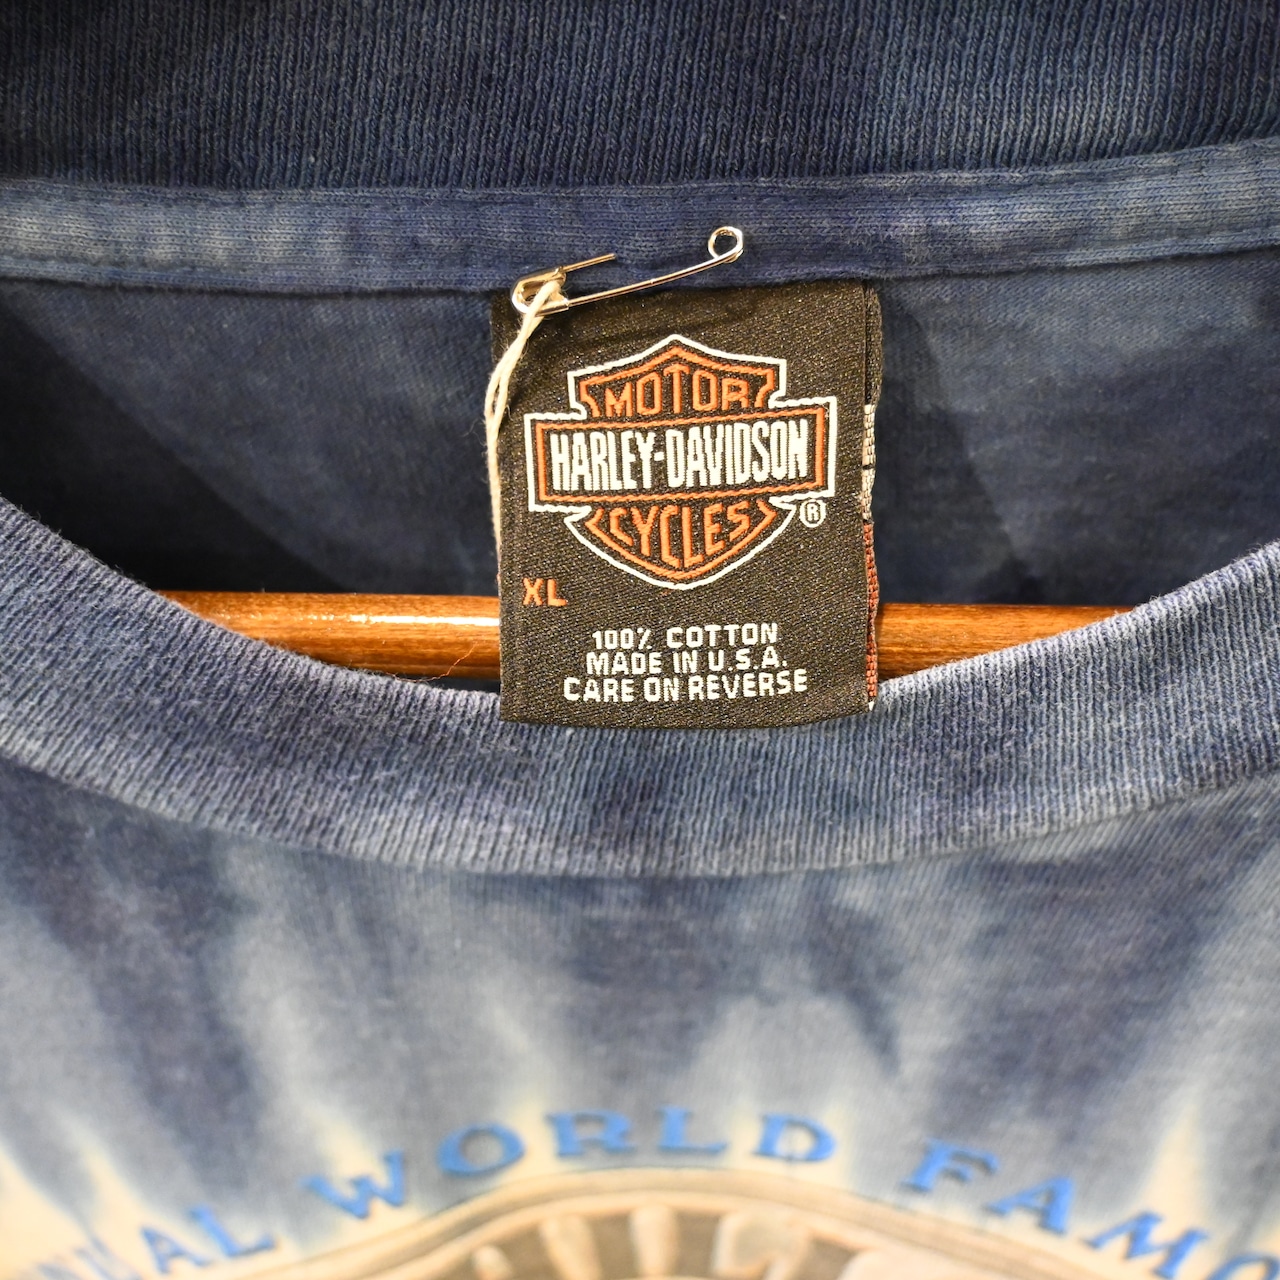 MOTOR
HARLEY-DAVIDSON
CYCLES
®
XL
100% COTTON
MADE IN U.S.A.
CARE ON REVERSE
WORLD